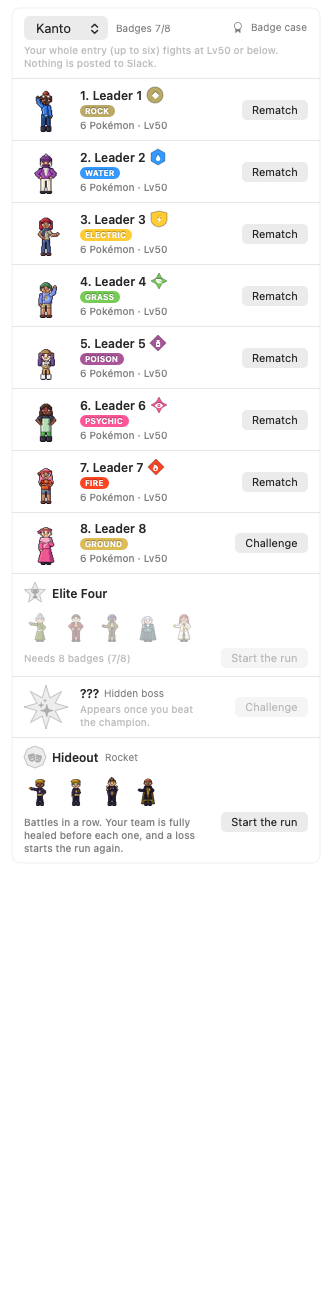 Kanto
Badges 7/8
Badge case
Your whole entry (up to six) fights at Lv50 or below.
Nothing is posted to Slack.
1. Leader 1
ROCK
6 Pokémon · Lv50
Rematch
2. Leader 2
WATER
6 Pokémon · Lv50
Rematch
3. Leader 3
ELECTRIC
6 Pokémon · Lv50
Rematch
4. Leader 4
GRASS
6 Pokémon · Lv50
Rematch
5. Leader 5
POISON
6 Pokémon · Lv50
Rematch
6. Leader 6
PSYCHIC
6 Pokémon · Lv50
Rematch
7. Leader 7
FIRE
6 Pokémon · Lv50
Rematch
8. Leader 8
GROUND
6 Pokémon · Lv50
Challenge
Elite Four
Needs 8 badges (7/8)
Start the run
??? Hidden boss
Appears once you beat
the champion.
Challenge
Hideout Rocket
Battles in a row. Your team is fully
healed before each one, and a loss
starts the run again.
Start the run